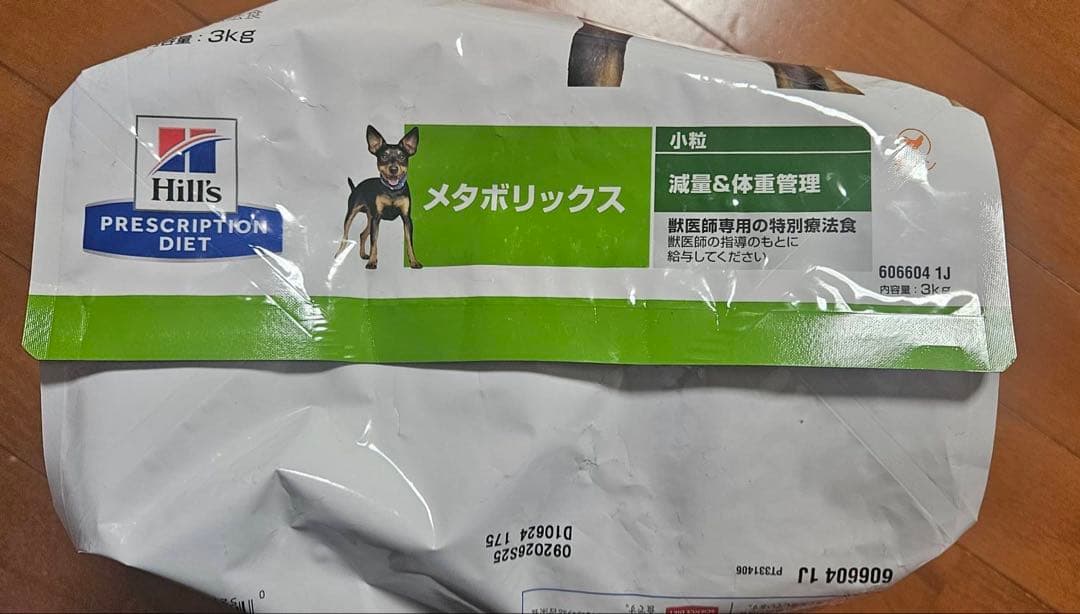 内容量：3kg
Hill's
PRESCRIPTION
DIET
メタボリックス
小粒
減量&体重管理
獣医師専用の特別療法食
獣医師の指導のもとに
給与してください
606604 1J
内容量：3kg
092026S25
D10624 175
606604 1J
PT331406